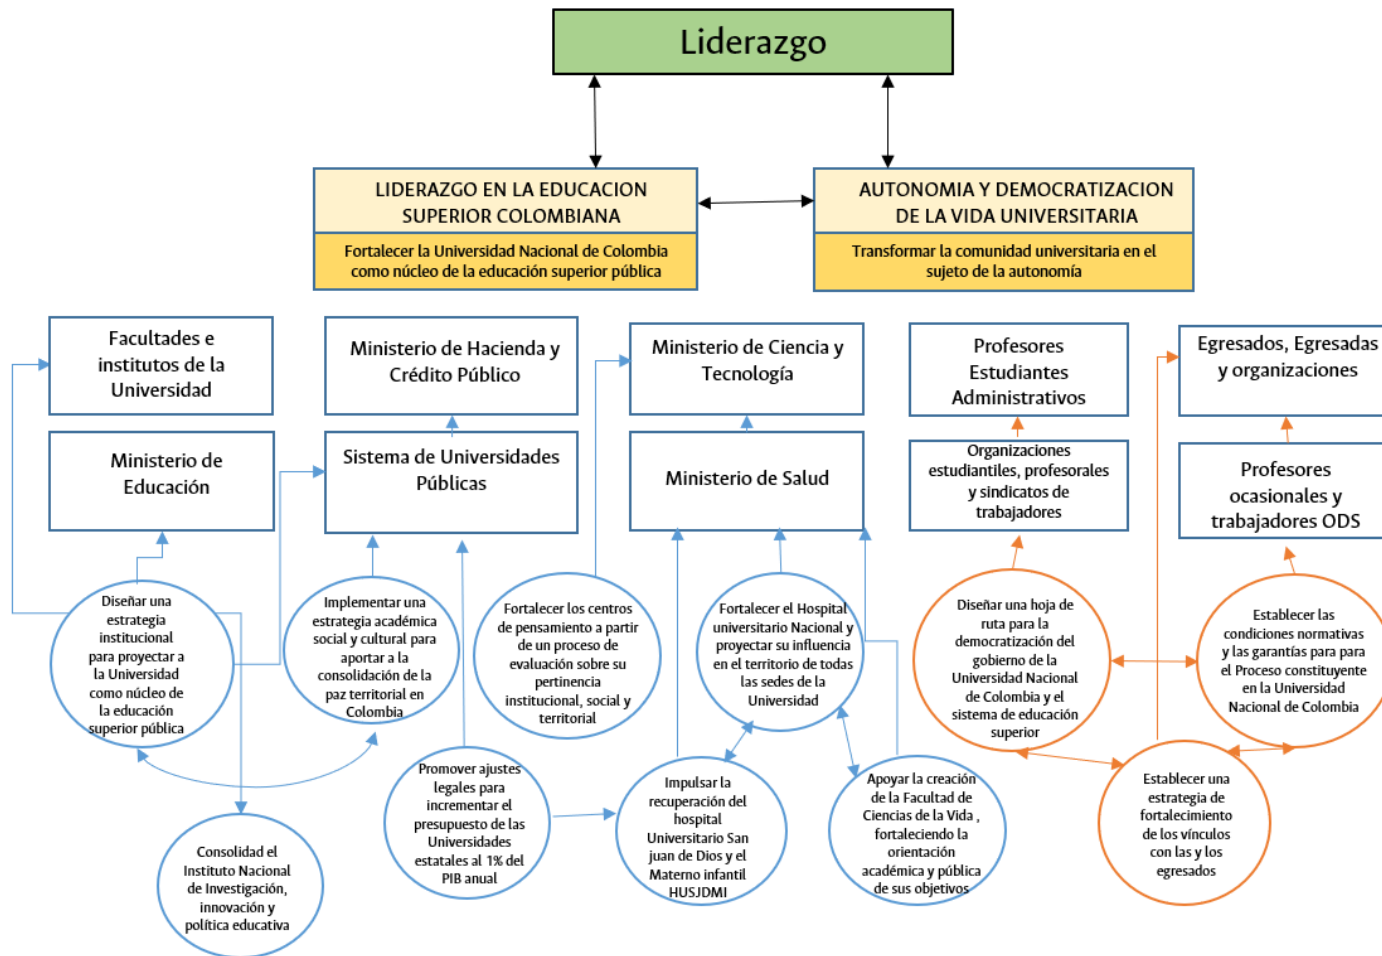 Liderazgo
LIDERAZGO EN LA EDUCACION
SUPERIOR COLOMBIANA
Fortalecer la Universidad Nacional de Colombia
como núcleo de la educación superior pública
AUTONOMIA Y DEMOCRATIZACION
DE LA VIDA UNIVERSITARIA
Transformar la comunidad universitaria en el
sujeto de la autonomía
Facultades e
institutos de la
Universidad
Ministerio de Hacienda y
Crédito Público
Ministerio de Ciencia y
Tecnología
Profesores
Estudiantes
Administrativos
Egresados, Egresadas
y organizaciones
Ministerio de
Educación
Sistema de Universidades
Públicas
Ministerio de Salud
Organizaciones
estudiantiles, profesorales
y sindicatos de
trabajadores
Profesores
ocasionales y
trabajadores ODS
Diseñar una
estrategia
institucional
para proyectar a
la Universidad
como núcleo de
la educación
superior pública
Implementar una
estrategia académica
social y cultural para
aportar a la
consolidación de la
paz territorial en
Colombia
Fortalecer los centros
de pensamiento a partir
de un proceso de
evaluación sobre su
pertinencia
institucional, social y
territorial
Fortalecer el Hospital
universitario Nacional y
proyectar su influencia
en el territorio de todas
las sedes de la
Universidad
Diseñar una hoja de
ruta para la
democratización del
gobierno de la
Universidad Nacional
de Colombia y el
sistema de educación
superior
Establecer las
condiciones normativas
y las garantías para para
el Proceso constituyente
en la Universidad
Nacional de Colombia
Consolidad el
Instituto Nacional
de Investigación,
innovación y
política educativa
Promover ajustes
legales para
incrementar el
presupuesto de las
Universidades
estatales al 1% del
PIB anual
Impulsar la
recuperación del
hospital
Universitario San
juan de Dios y el
Materno infantil
HUSJDMI
Apoyar la creación
de la Facultad de
Ciencias de la Vida ,
fortaleciendo la
orientación
académica y pública
de sus objetivos
Establecer una
estrategia de
fortalecimiento
de los vínculos
con las y los
egresados